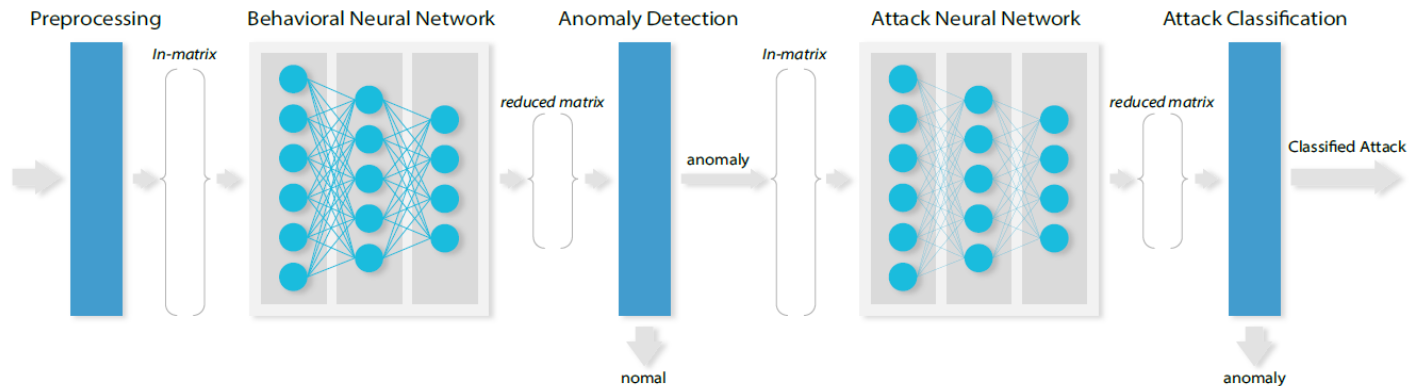 Preprocessing
Behavioral Neural Network
Anomaly Detection
Attack Neural Network
Attack Classification
In-matrix
In-matrix
reduced matrix
reduced matrix
anomaly
Classified Attack
nomal
anomaly